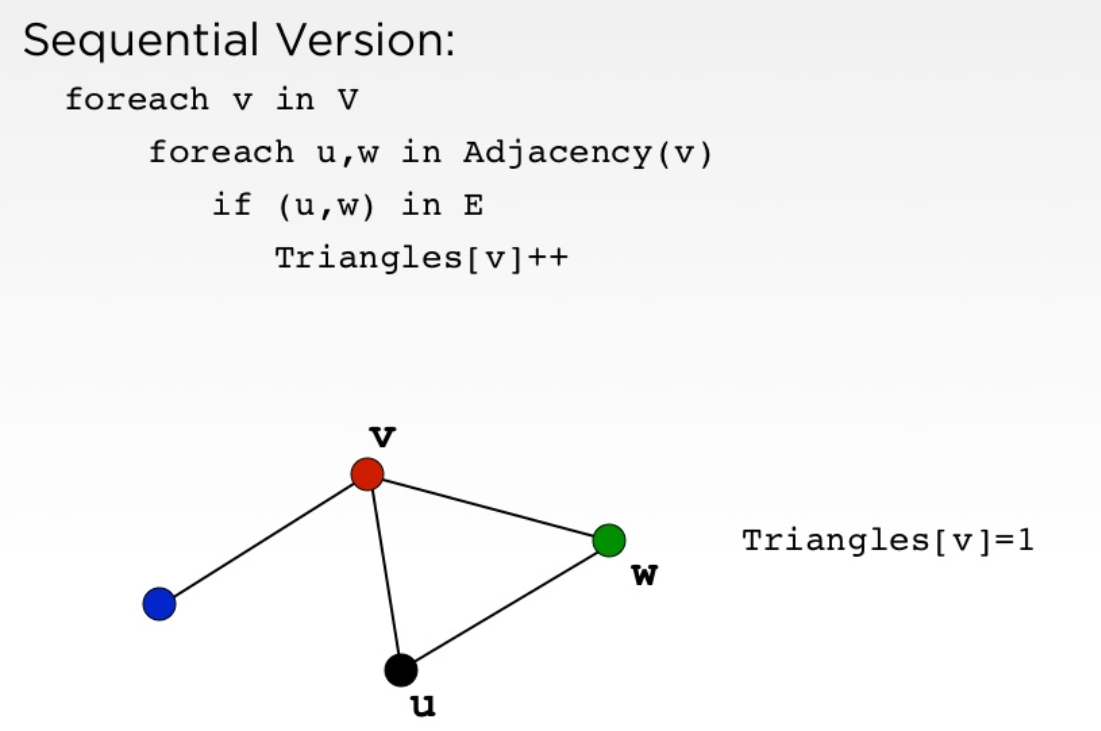 Sequential Version:
foreach v in V
foreach u,w in Adjacency(v)
if (u,w) in E
Triangles[v]++
v
w
Triangles[v]=1
u